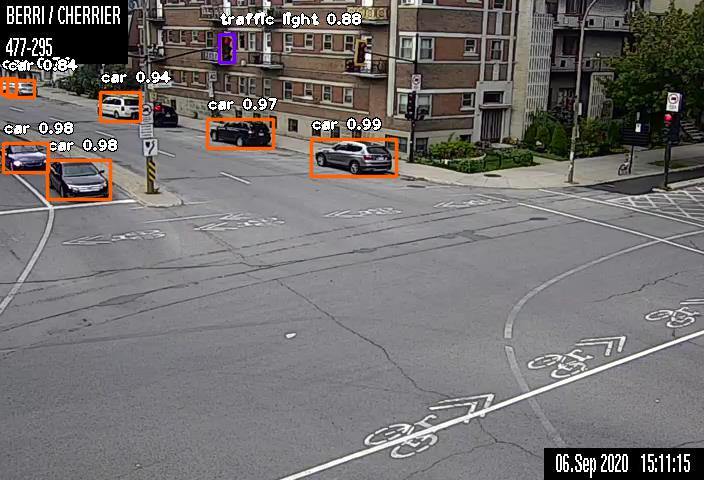 BERRI / CHERRIER
477-295
traffic light 0.88
car 0.84
car 0.94
car 0.97
car 0.99
car 0.98
car 0.98
06.Sep 2020 15:11:15